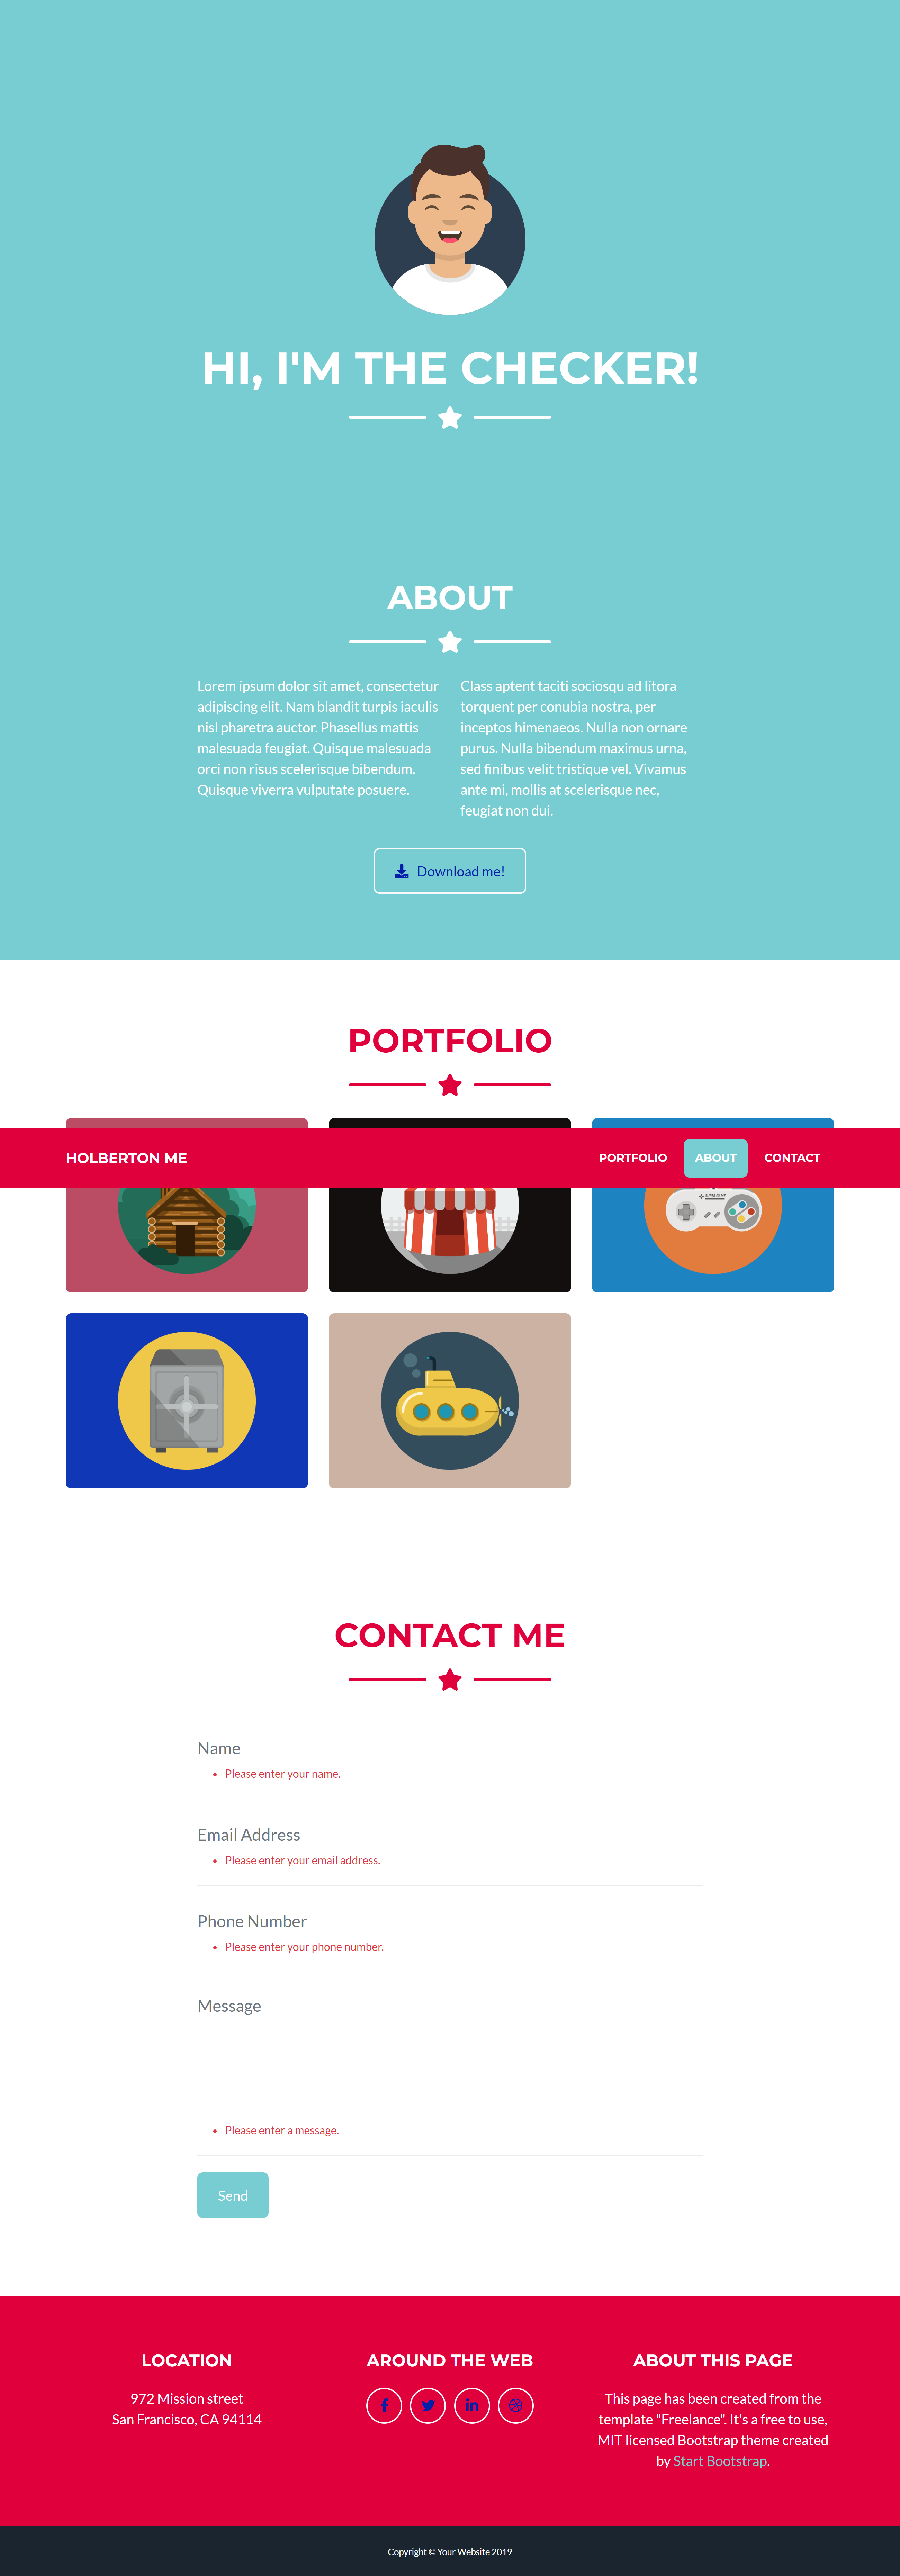 HI, I'M THE CHECKER!
ABOUT
Lorem ipsum dolor sit amet, consectetur
adipiscing elit. Nam blandit turpis iaculis
nisl pharetra auctor. Phasellus mattis
malesuada feugiat. Quisque malesuada
orci non risus scelerisque bibendum.
Quisque viverra vulputate posuere.
Class aptent taciti sociosqu ad litora
torquent per conubia nostra, per
inceptos himenaeos. Nulla non ornare
purus. Nulla bibendum maximus urna,
sed finibus velit tristique vel. Vivamus
ante mi, mollis at scelerisque nec,
feugiat non dui.
Download me!
PORTFOLIO
HOLBERTON ME
PORTFOLIO
ABOUT
CONTACT
SUPER GAME
CONTACT ME
Name
• Please enter your name.
Email Address
• Please enter your email address.
Phone Number
• Please enter your phone number.
Message
• Please enter a message.
Send
LOCATION
972 Mission street
San Francisco, CA 94114
AROUND THE WEB
ABOUT THIS PAGE
This page has been created from the
template "Freelance". It's a free to use,
MIT licensed Bootstrap theme created
by Start Bootstrap.
Copyright © Your Website 2019